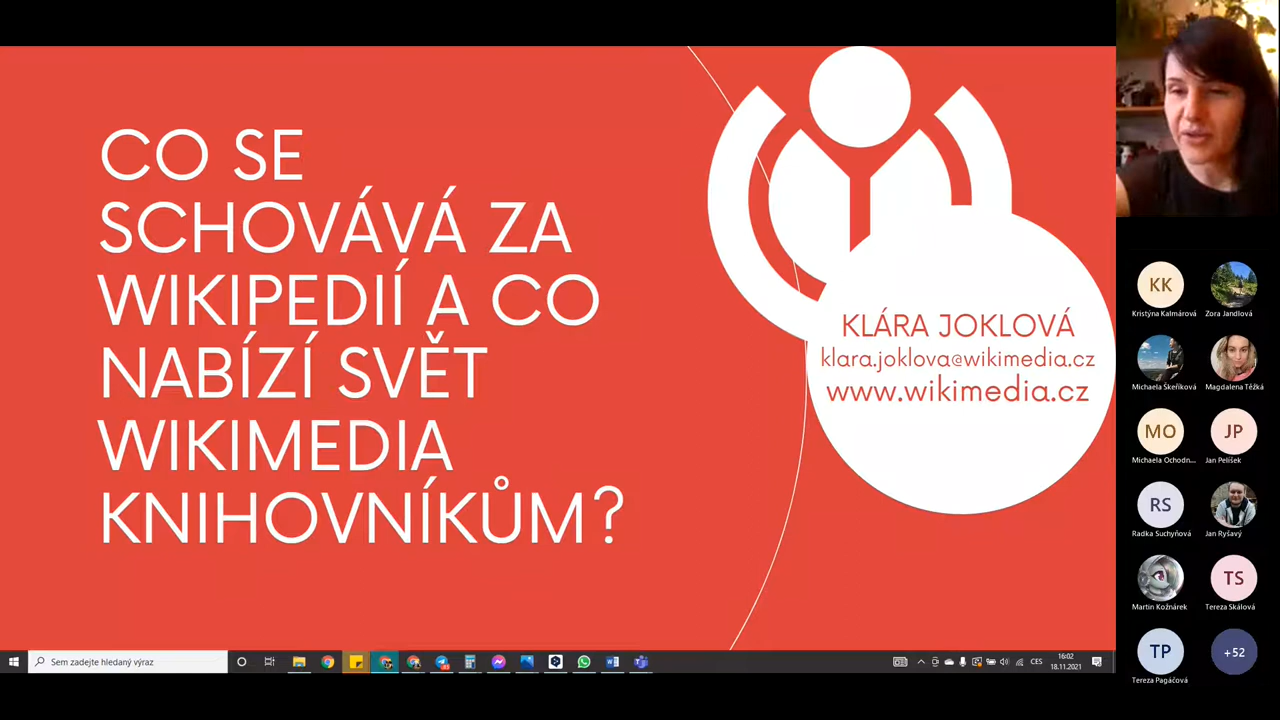 CO SE
SCHOVÁVÁ ZA
WIKIPEDIÍ A CO
NABÍZÍ SVĚT
WIKIMEDIA
KNIHOVNÍKŮM?
KLÁRA JOKLOVÁ
klara.joklova@wikimedia.cz
www.wikimedia.cz
KK
Kristýna Kalmárová
Zora Jandlová
Michaela Škeříková
Magdalena Těžká
MO
Michaela Ochodn...
JP
Jan Pelíšek
RS
Radka Suchyňová
Jan Ryšavý
Martin Kožnárek
TS
Tereza Skálová
TP
Tereza Pagáčová
+52
Sem zadejte hledaný výraz
CES
16:02
18.11.2021